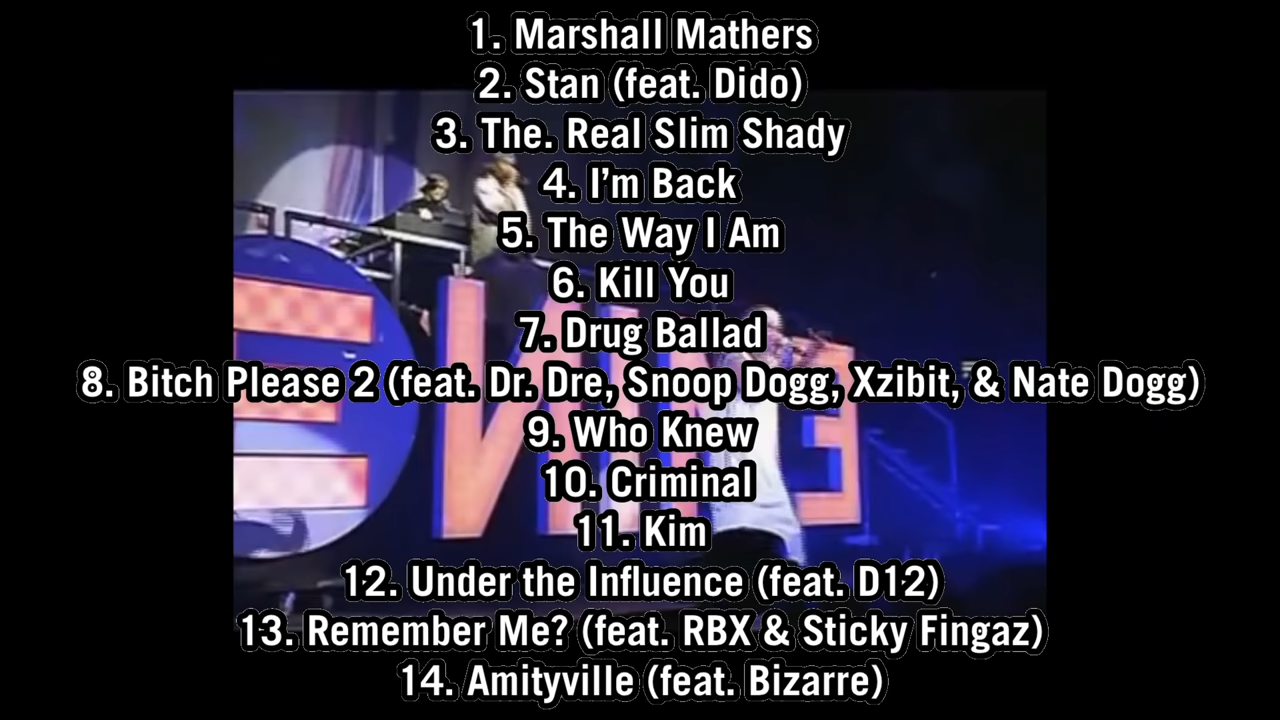 1. Marshall Mathers
2. Stan (feat. Dido)
3. The. Real Slim Shady
4. I'm Back
5. The Way I Am
6. Kill You
7. Drug Ballad
8. Bitch Please 2 (feat. Dr. Dre, Snoop Dogg, Xzibit, & Nate Dogg)
9. Who Knew
10. Criminal
11. Kim
12. Under the Influence (feat. D12)
13. Remember Me? (feat. RBX & Sticky Fingaz)
14. Amityville (feat. Bizarre)